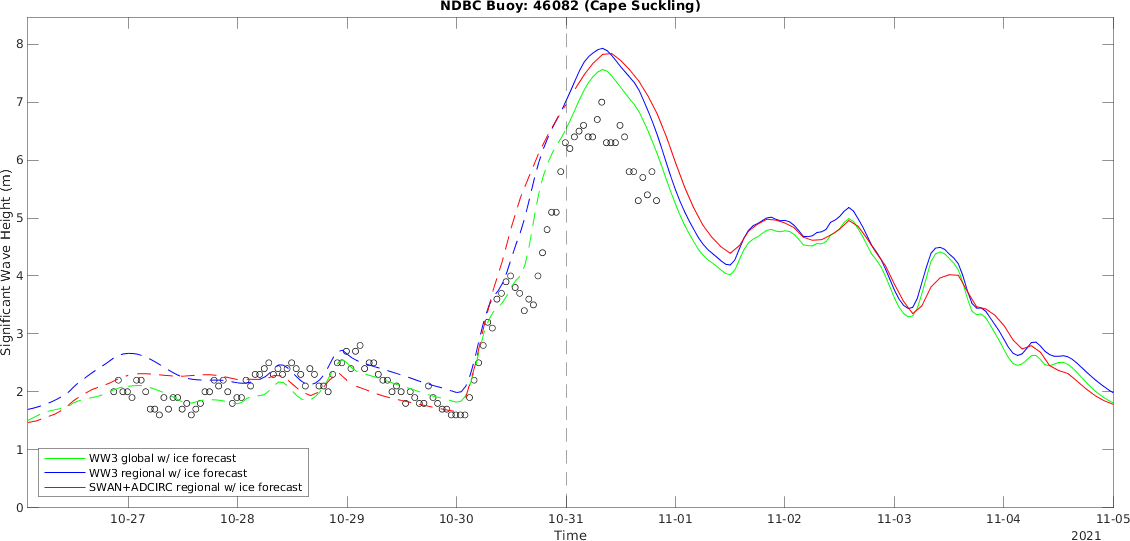 NDBC Buoy: 46082 (Cape Suckling)
Significant Wave Height (m)
8
7
6
5
4
3
2
1
0
WW3 global w/ ice forecast
WW3 regional w/ ice forecast
SWAN+ADCIRC regional w/ ice forecast
10-27 10-28 10-29 10-30 10-31 11-01 11-02 11-03 11-04 11-05
Time
2021